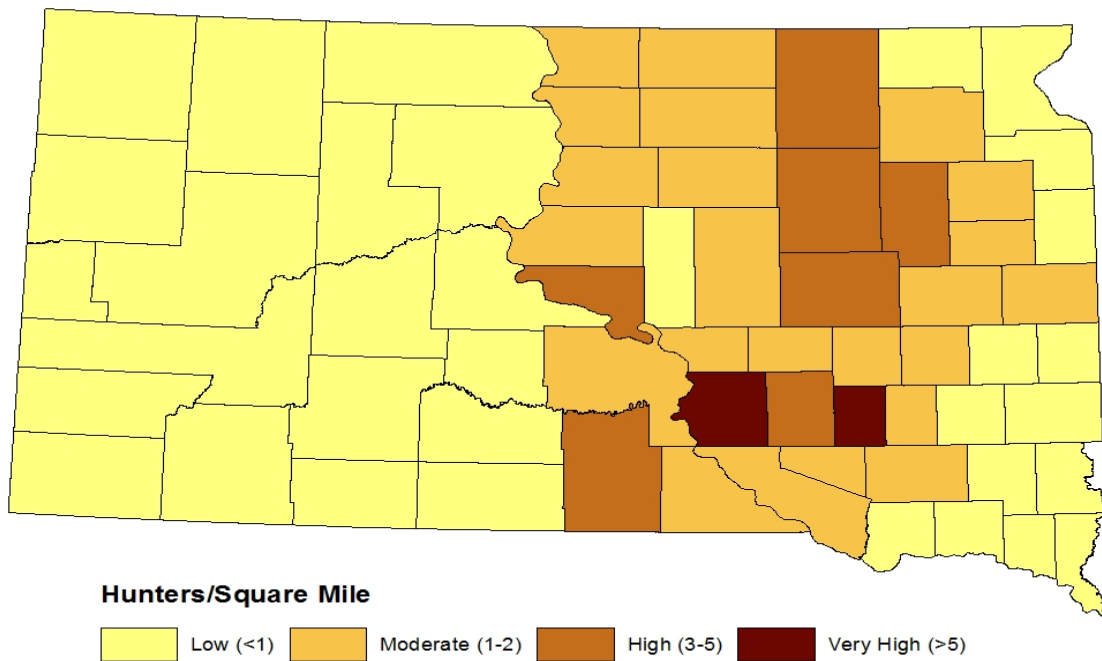 Hunters/Square Mile
Low (<1) Moderate (1-2) High (3-5) Very High (>5)